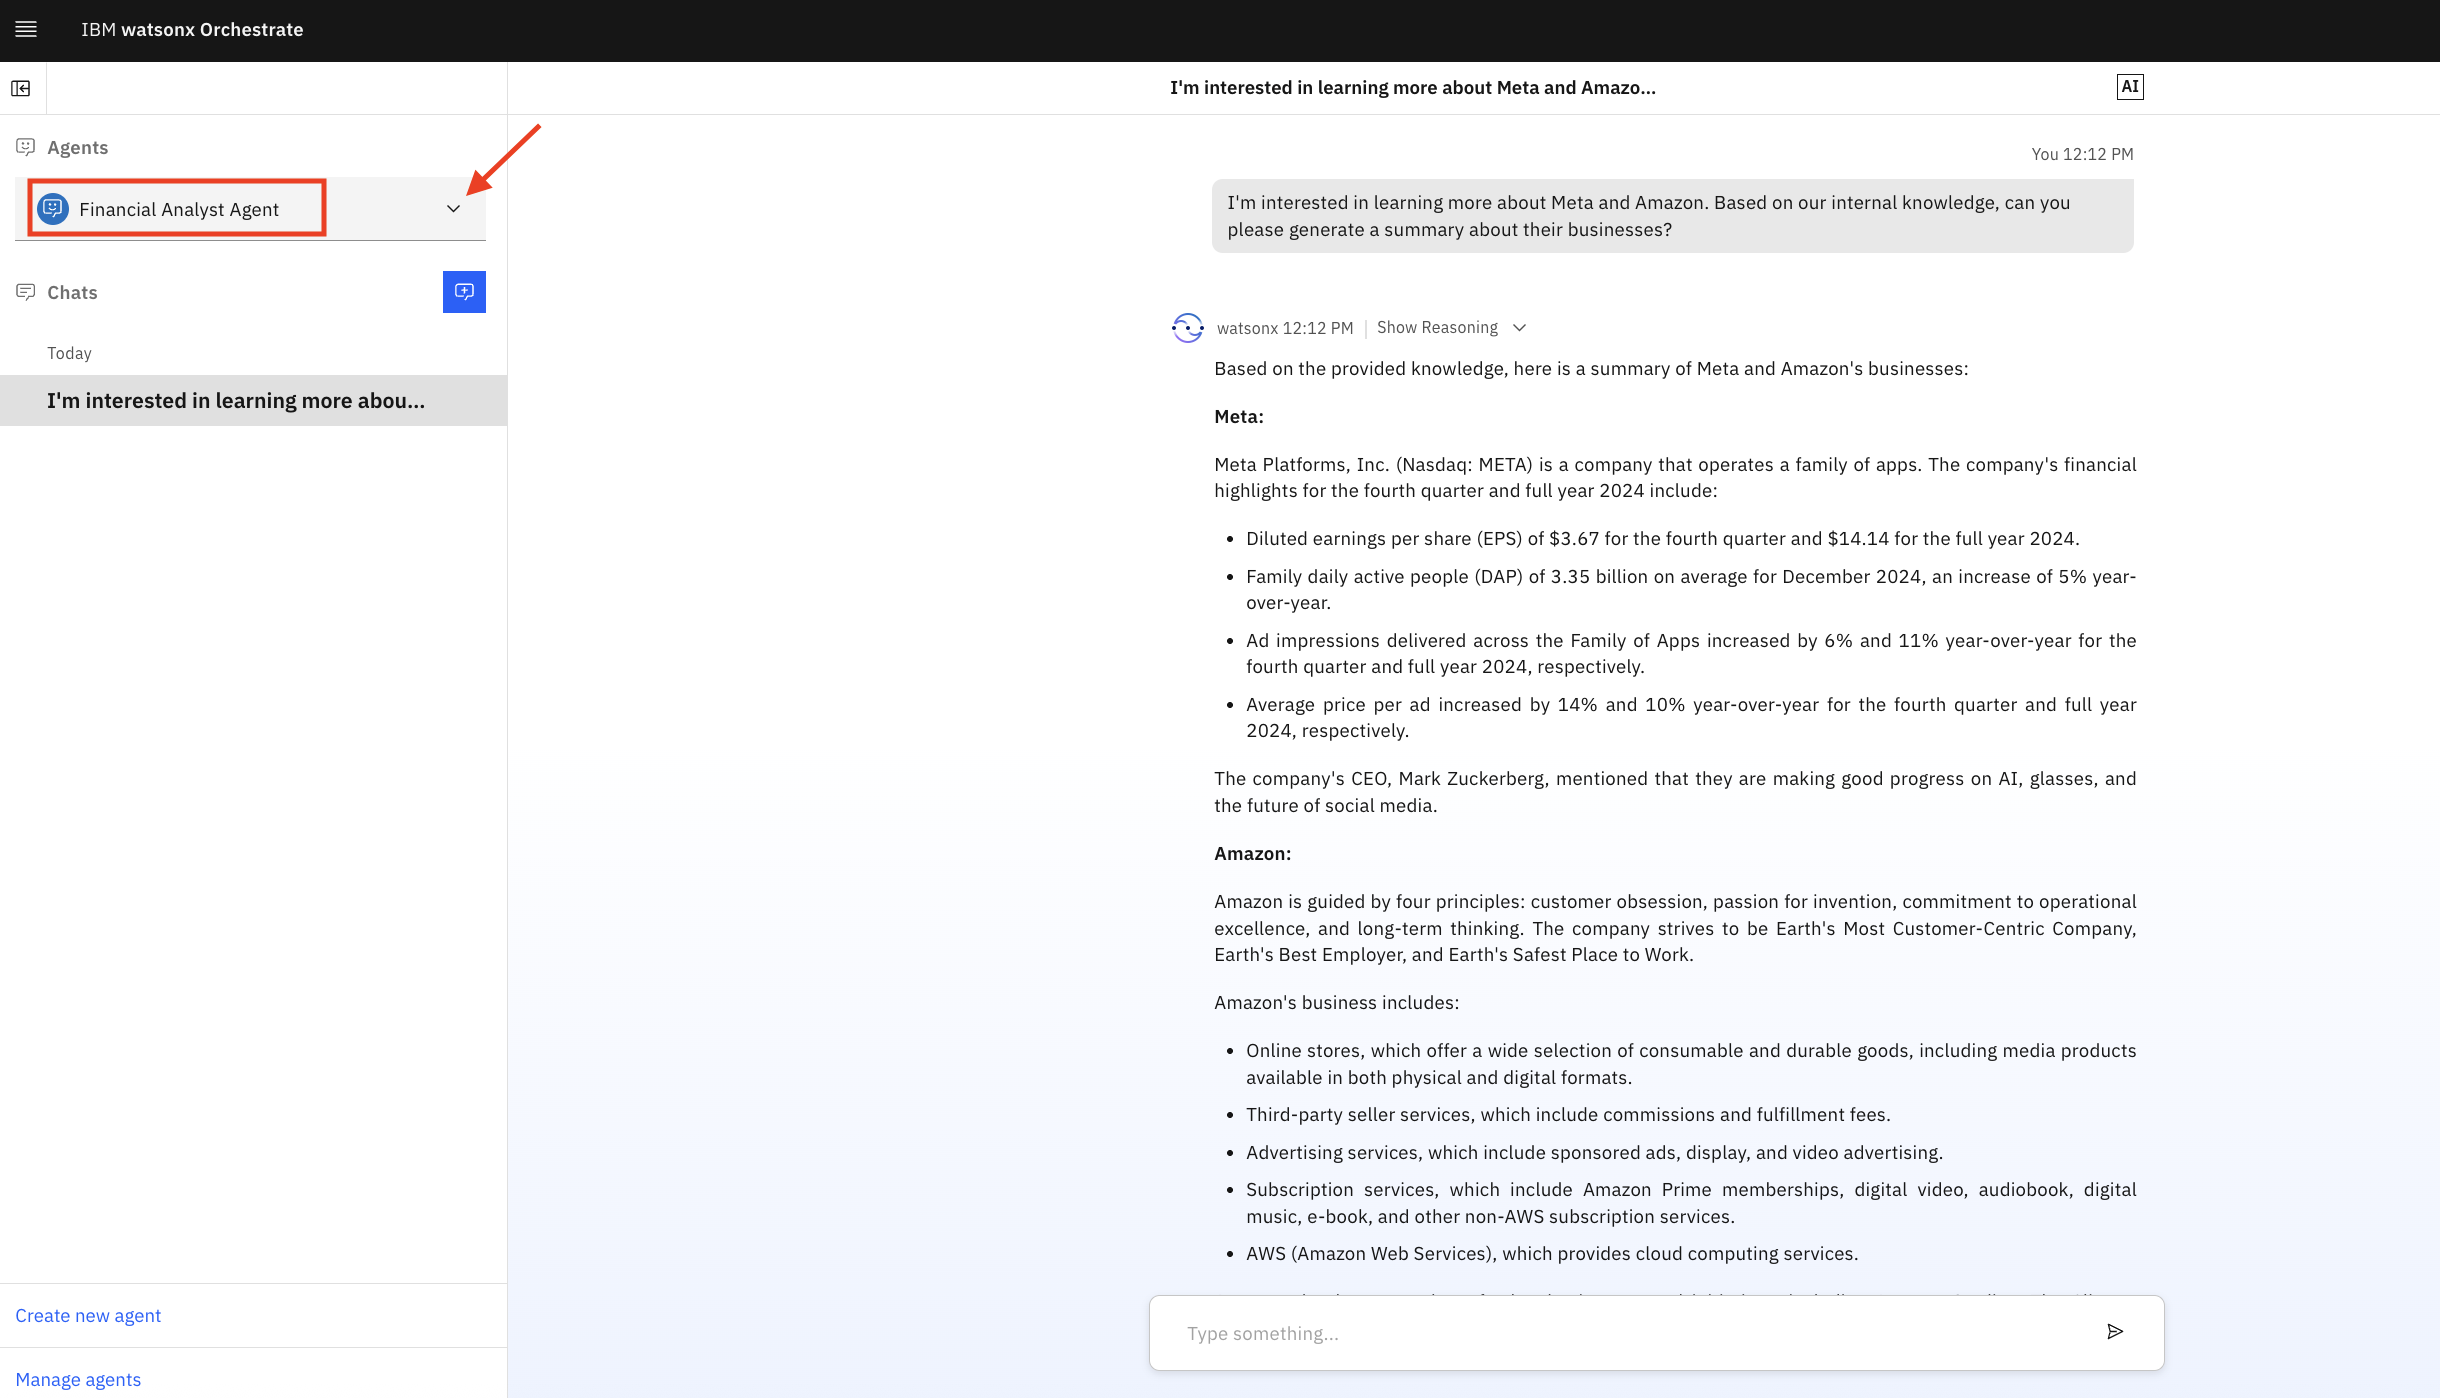 IBM watsonx Orchestrate
I'm interested in learning more about Meta and Amazo...
AI
Agents
Financial Analyst Agent
Chats
Today
I'm interested in learning more abou...
Create new agent
Manage agents
You 12:12 PM
I'm interested in learning more about Meta and Amazon. Based on our internal knowledge, can you
please generate a summary about their businesses?
watsonx 12:12 PM | Show Reasoning
Based on the provided knowledge, here is a summary of Meta and Amazon's businesses:
Meta:
Meta Platforms, Inc. (Nasdaq: META) is a company that operates a family of apps. The company's financial
highlights for the fourth quarter and full year 2024 include:
• Diluted earnings per share (EPS) of $3.67 for the fourth quarter and $14.14 for the full year 2024.
• Family daily active people (DAP) of 3.35 billion on average for December 2024, an increase of 5% year-
over-year.
• Ad impressions delivered across the Family of Apps increased by 6% and 11% year-over-year for the
fourth quarter and full year 2024, respectively.
• Average price per ad increased by 14% and 10% year-over-year for the fourth quarter and full year
2024, respectively.
The company's CEO, Mark Zuckerberg, mentioned that they are making good progress on AI, glasses, and
the future of social media.
Amazon:
Amazon is guided by four principles: customer obsession, passion for invention, commitment to operational
excellence, and long-term thinking. The company strives to be Earth's Most Customer-Centric Company,
Earth's Best Employer, and Earth's Safest Place to Work.
Amazon's business includes:
• Online stores, which offer a wide selection of consumable and durable goods, including media products
available in both physical and digital formats.
• Third-party seller services, which include commissions and fulfillment fees.
• Advertising services, which include sponsored ads, display, and video advertising.
• Subscription services, which include Amazon Prime memberships, digital video, audiobook, digital
music, e-book, and other non-AWS subscription services.
• AWS (Amazon Web Services), which provides cloud computing services.
Type something...